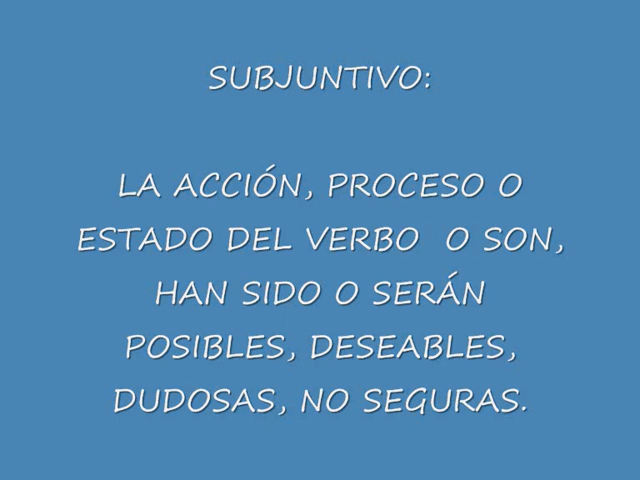 SUBJUNTIVO:
LA ACCIÓN, PROCESO O
ESTADO DEL VERBO  O SON,
HAN SIDO O SERÁN
POSIBLES, DESEABLES,
DUDOSAS, NO SEGURAS.